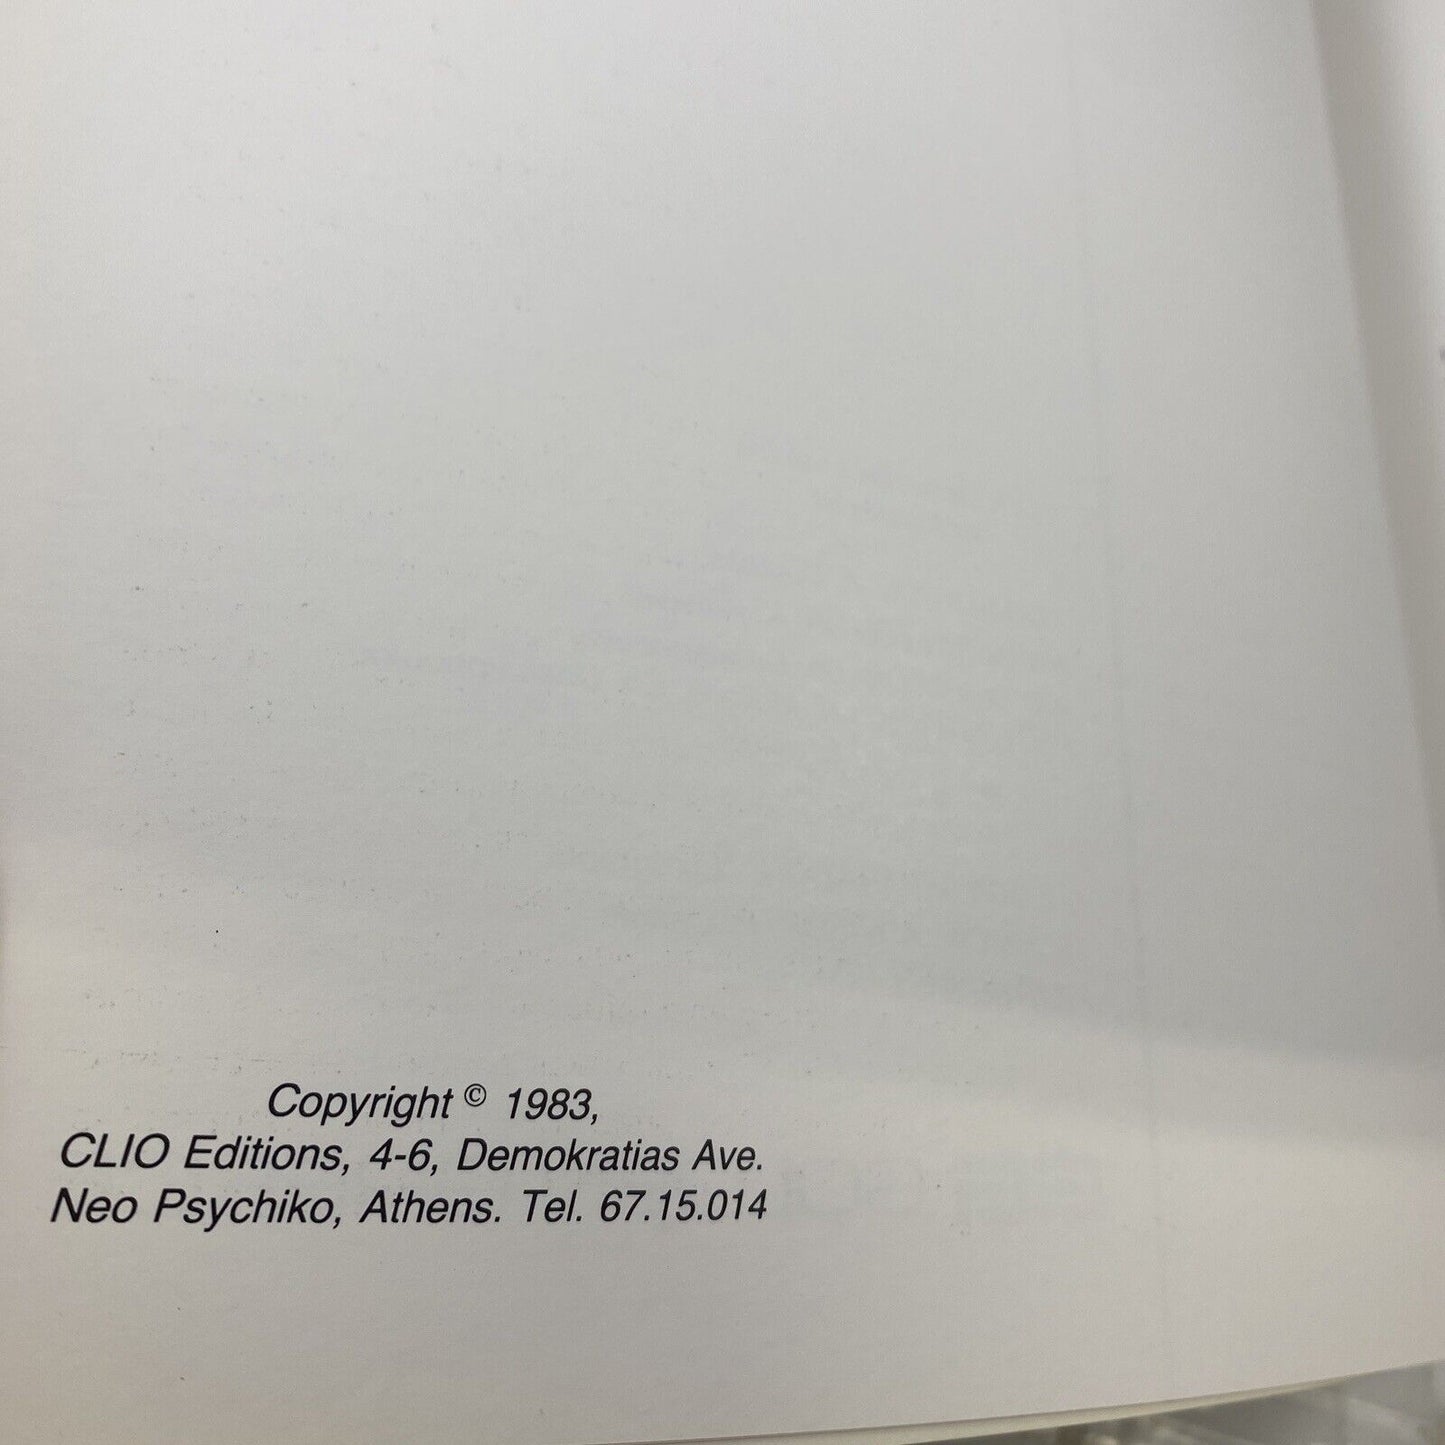 Copyright © 1983,
CLIO Editions, 4-6, Demokratias Ave.
Neo Psychiko, Athens. Tel. 67.15.014